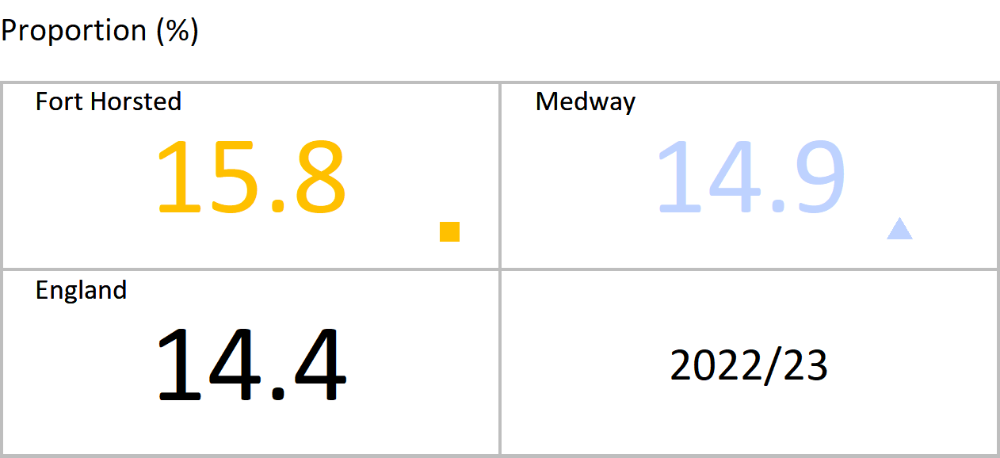 Proportion (%)
Fort Horsted
15.8
Medway
14.9
England
14.4
2022/23